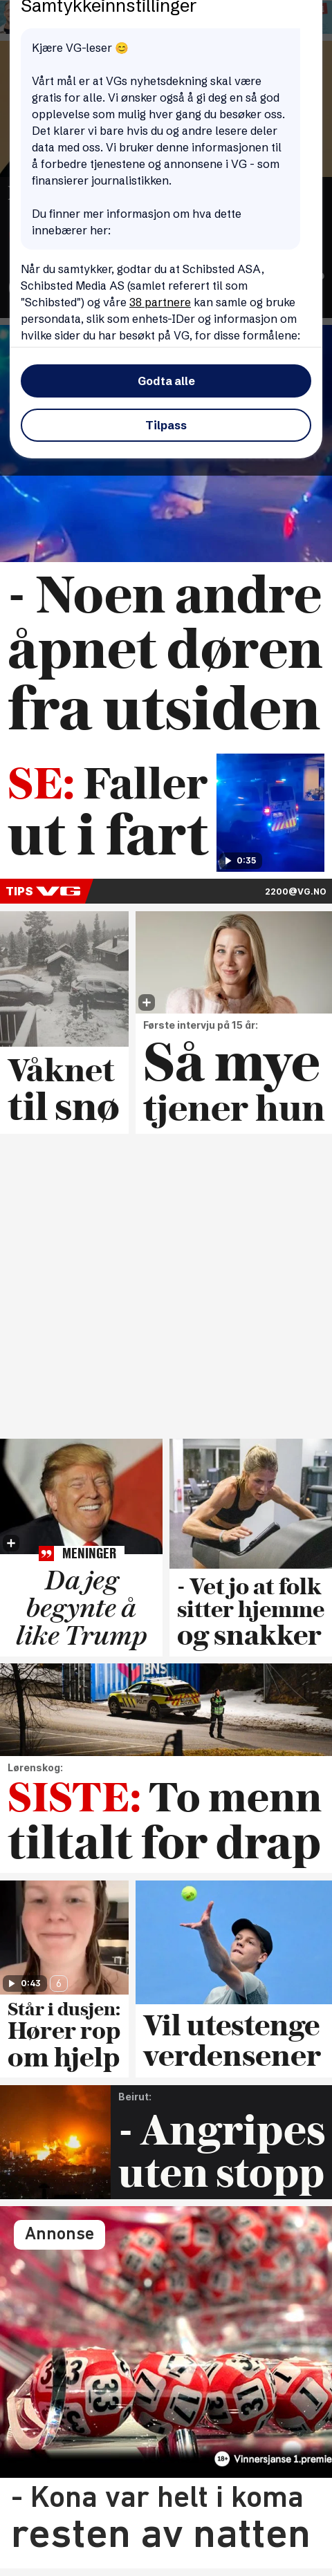 Samtykkeinnstillinger
Kjære VG-leser 😊
Vårt mål er at VGs nyhetsdekning skal være
gratis for alle. Vi ønsker også å gi deg en så god
opplevelse som mulig hver gang du besøker oss.
Det klarer vi bare hvis du og andre lesere deler
data med oss. Vi bruker denne informasjonen til
å forbedre tjenestene og annonsene i VG - som
finansierer journalistikken.
Du finner mer informasjon om hva dette
innebærer her:
Når du samtykker, godtar du at Schibsted ASA,
Schibsted Media AS (samlet referert til som
"Schibsted") og våre 38 partnere kan samle og bruke
persondata, slik som enhets-IDer og informasjon om
hvilke sider du har besøkt på VG, for disse formålene:
Godta alle
Tilpass
- Noen andre
åpnet døren
fra utsiden
SE: Faller
ut i fart
0:35
TIPS VG
2200@VG.NO
Våknet
til snø
Første intervju på 15 år:
Så mye
tjener hun
MENINGER
Da jeg
begynte å
like Trump
- Vet jo at folk
sitter hjemme
og snakker
Lørenskog:
SISTE: To menn
tiltalt for drap
0:43
6
Står i dusjen:
Hører rop
om hjelp
Vil utestenge
verdensener
Beirut:
- Angripes
uten stopp
Annonse
18+ Vinnersjanse 1.premie
- Kona var helt i koma
resten av natten